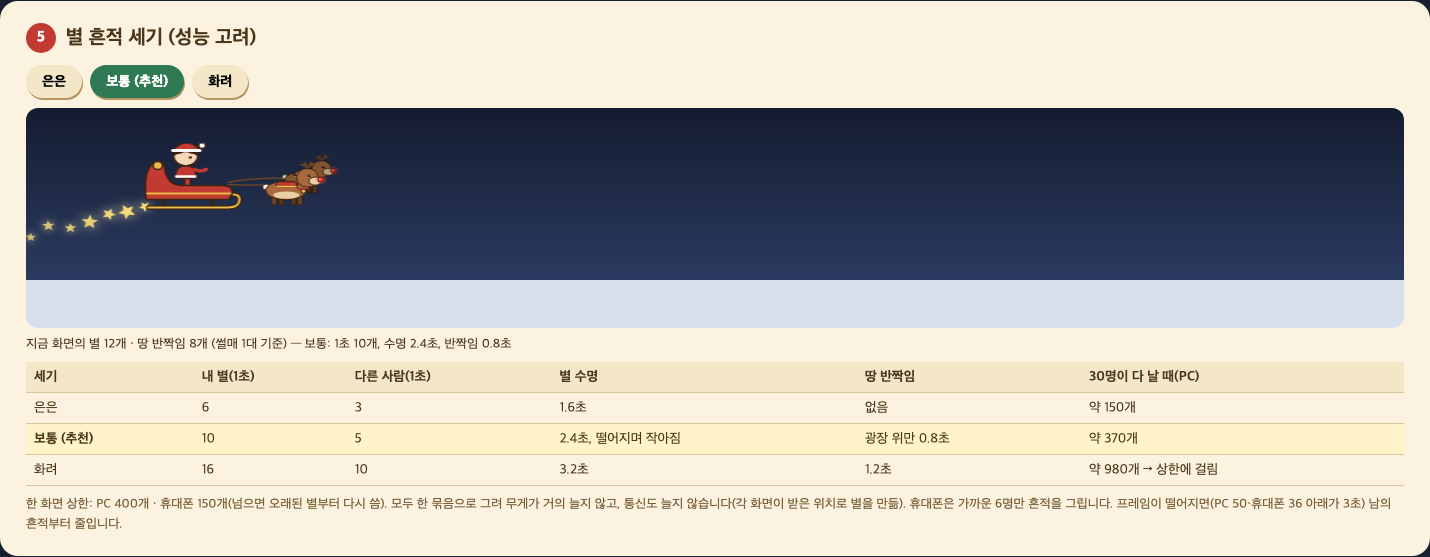 5 별 흔적 세기 (성능 고려)
은은 보통 (추천) 화려
지금 화면의 별 12개 · 땅 반짝임 8개 (썰매 1대 기준) — 보통: 1초 10개, 수명 2.4초, 반짝임 0.8초
세기 내 별(1초) 다른 사람(1초) 별 수명 땅 반짝임 30명이 다 날 때(PC)
은은 6 3 1.6초 없음 약 150개
보통 (추천) 10 5 2.4초, 떨어지며 작아짐 광장 위만 0.8초 약 370개
화려 16 10 3.2초 1.2초 약 980개 → 상한에 걸림
한 화면 상한: PC 400개 · 휴대폰 150개(넘으면 오래된 별부터 다시 씀). 모두 한 묶음으로 그려 무게가 거의 늘지 않고, 통신도 늘지 않습니다(각 화면이 받은 위치로 별을 만듦). 휴대폰은 가까운 6명만 흔적을 그립니다. 프레임이 떨어지면(PC 50·휴대폰 36 아래가 3초) 남의
흔적부터 줄입니다.